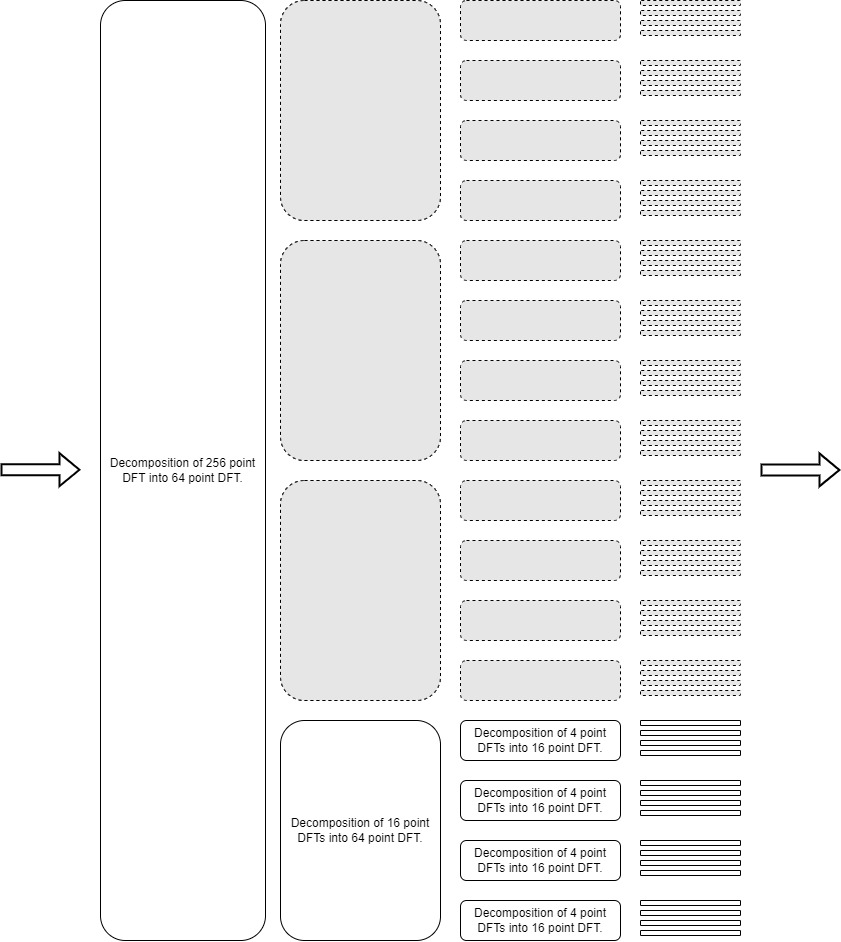 Decomposition of 256 point
DFT into 64 point DFT.
Decomposition of 16 point
DFTs into 64 point DFT.
Decomposition of 4 point
DFTs into 16 point DFT.
Decomposition of 4 point
DFTs into 16 point DFT.
Decomposition of 4 point
DFTs into 16 point DFT.
Decomposition of 4 point
DFTs into 16 point DFT.